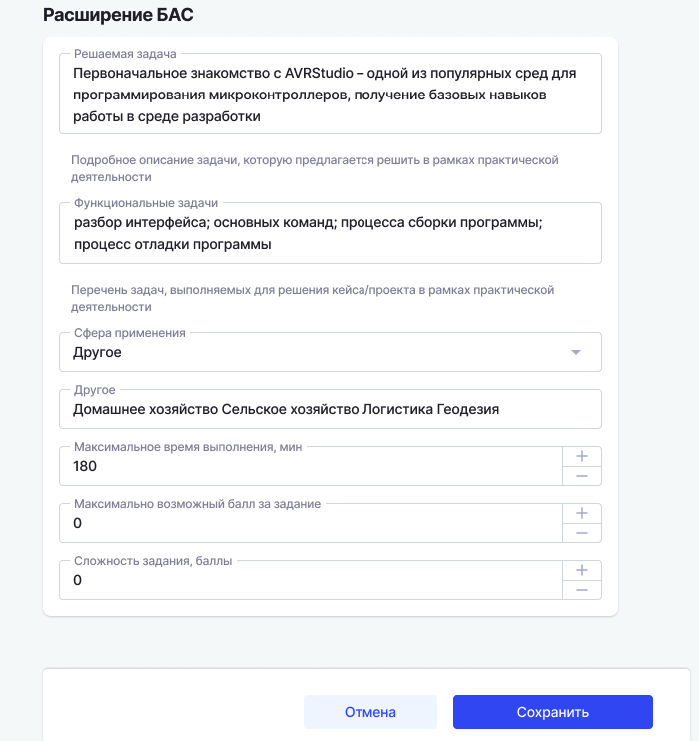 Расширение БАС
Решаемая задача
Первоначальное знакомство с AVRStudio – одной из популярных сред для
программирования микроконтроллеров, получение базовых навыков
работы в среде разработки
Подробное описание задачи, которую предлагается решить в рамках практической
деятельности
Функциональные задачи
разбор интерфейса; основных команд; процесса сборки программы;
процесс отладки программы
Перечень задач, выполняемых для решения кейса/проекта в рамках практической
деятельности
Сфера применения
Другое
Другое
Домашнее хозяйство Сельское хозяйство Логистика Геодезия
Максимальное время выполнения, мин
180
Максимально возможный балл за задание
0
Сложность задания, баллы
0
Отмена
Сохранить